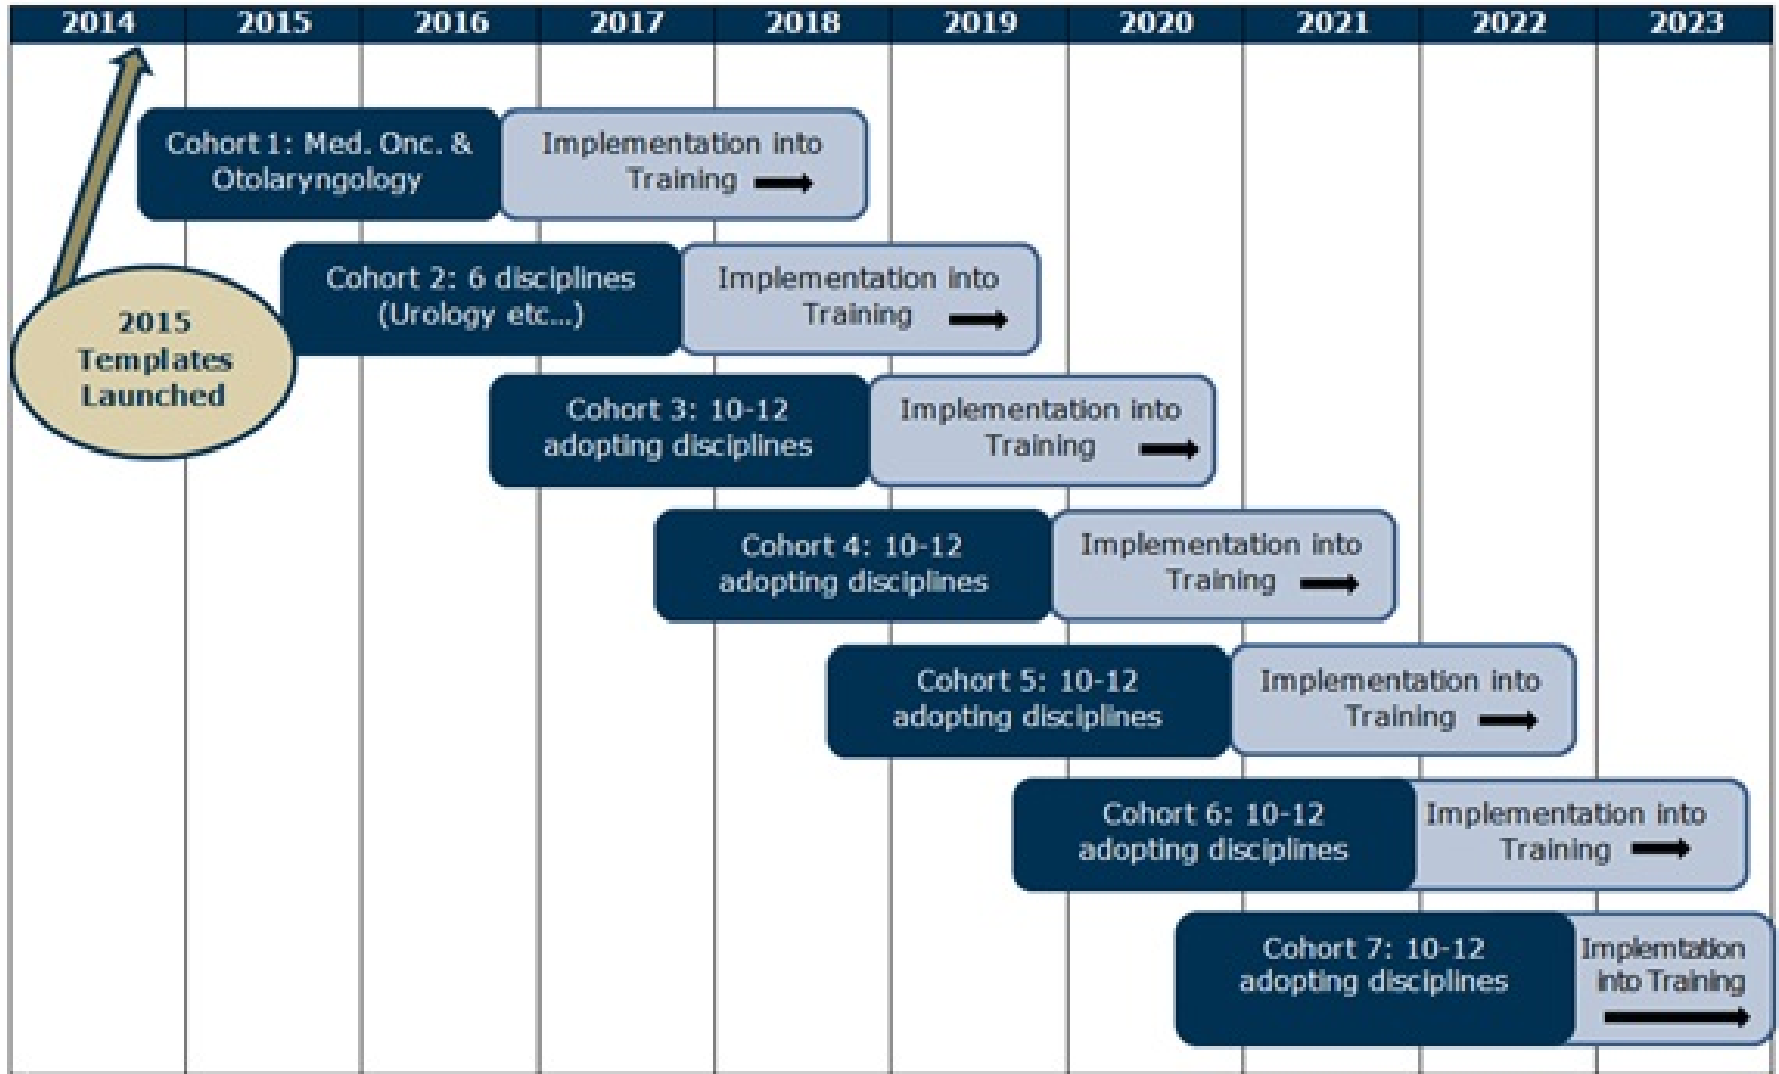 2014 2015 2016 2017 2018 2019 2020 2021 2022 2023
Cohort 1: Med. Onc. &
Otolaryngology
Implementation into
Training
Cohort 2: 6 disciplines
(Urology etc...)
Implementation into
Training
2015
Templates
Launched
Cohort 3: 10-12
adopting disciplines
Implementation into
Training
Cohort 4: 10-12
adopting disciplines
Implementation into
Training
Cohort 5: 10-12
adopting disciplines
Implementation into
Training
Cohort 6: 10-12
adopting disciplines
Implementation into
Training
Cohort 7: 10-12
adopting disciplines
Implemtation
into Training